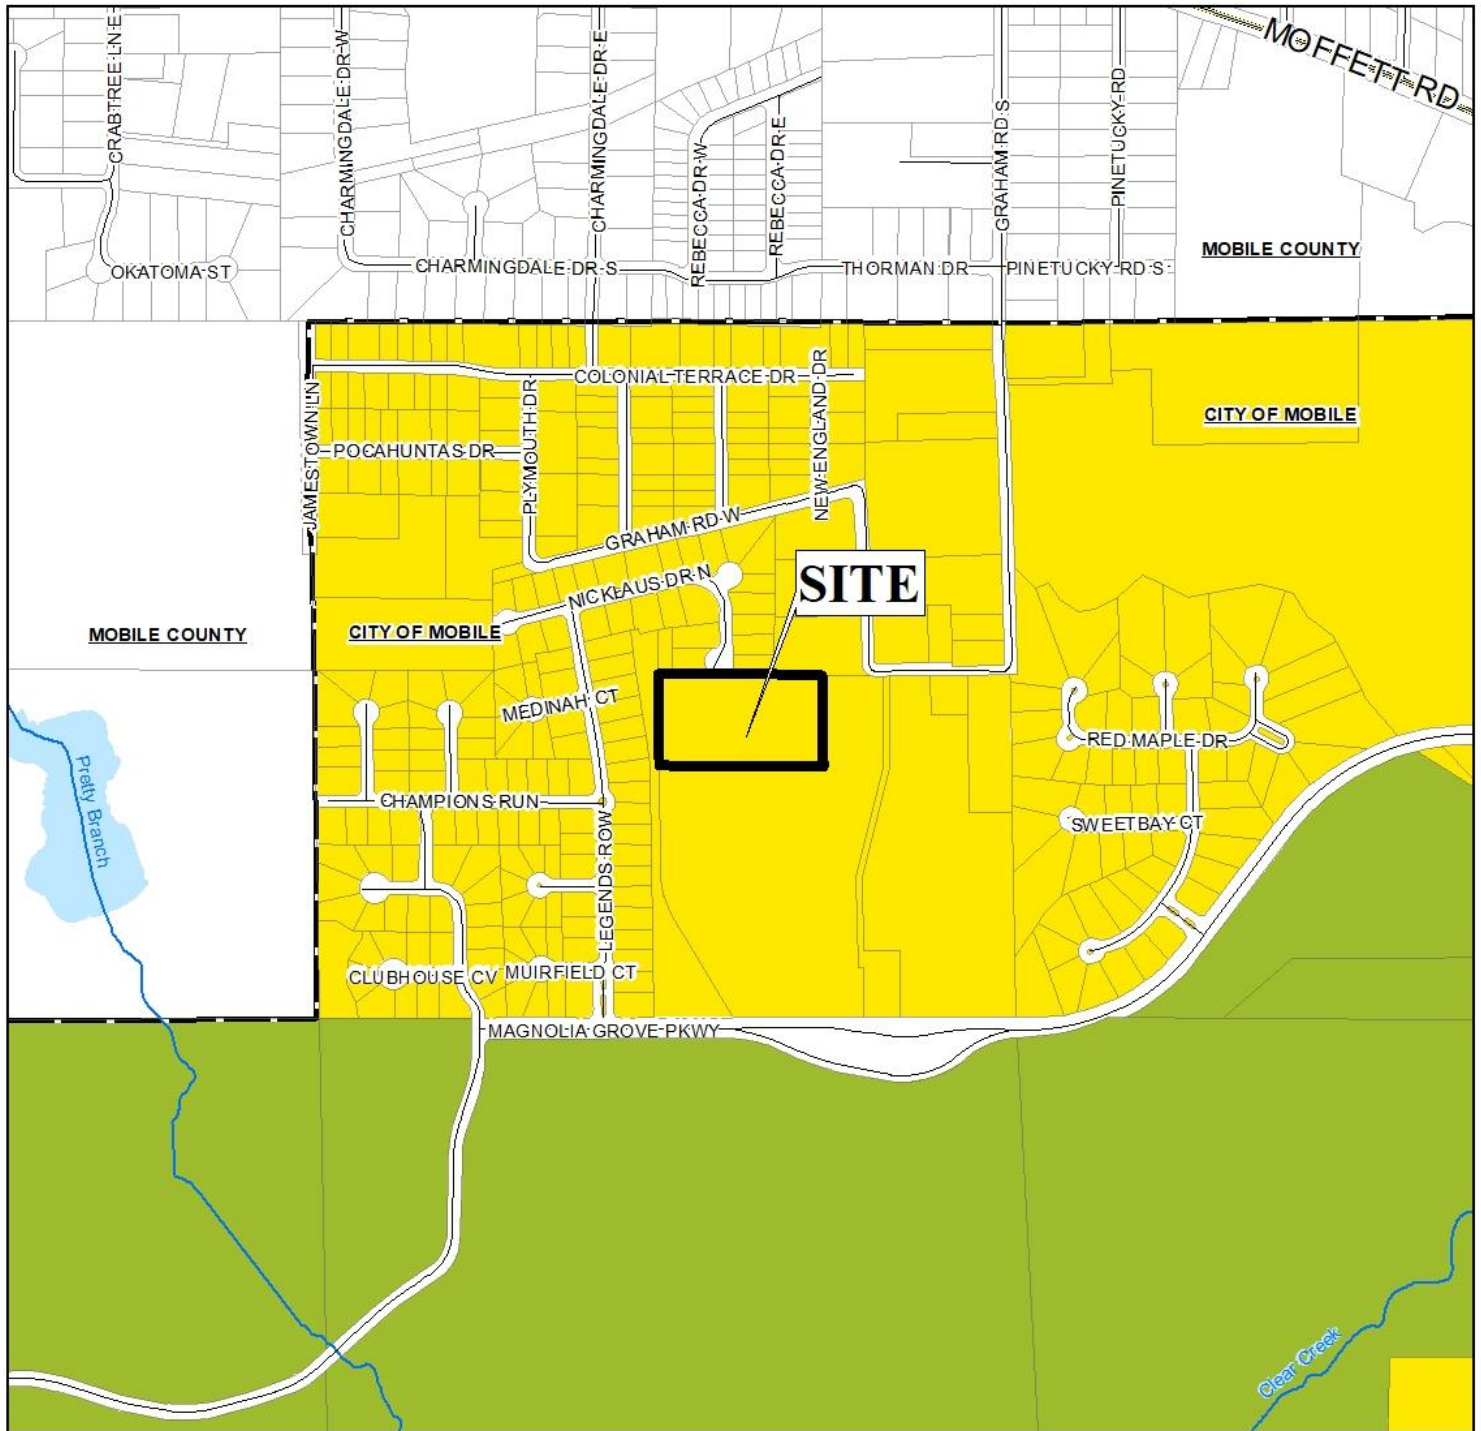 MOFFETT RD
CRABTREE LN E
CHARMINGDALE DR W
CHARMINGDALE DR E
REBECCA DR W
REBECCA DR E
GRAHAM RD S
PINETUCKY RD
OKATOMA ST
CHARMINGDALE DR S
THORMAN DR
PINETUCKY RD S
MOBILE COUNTY
COLONIAL TERRACE DR
JAMESTOWN LN
POCAHUNTAS DR
PLYMOUTH DR
NEW ENGLAND DR
CITY OF MOBILE
GRAHAM RD W
NICKLAUS DR N
SITE
MOBILE COUNTY
CITY OF MOBILE
MEDINAH CT
RED MAPLE DR
Pretty Branch
CHAMPIONS RUN
SWEETBAY CT
LEGENDS ROW
CLUBHOUSE CV
MUIRFIELD CT
MAGNOLIA GROVE PKWY
Clear Creek